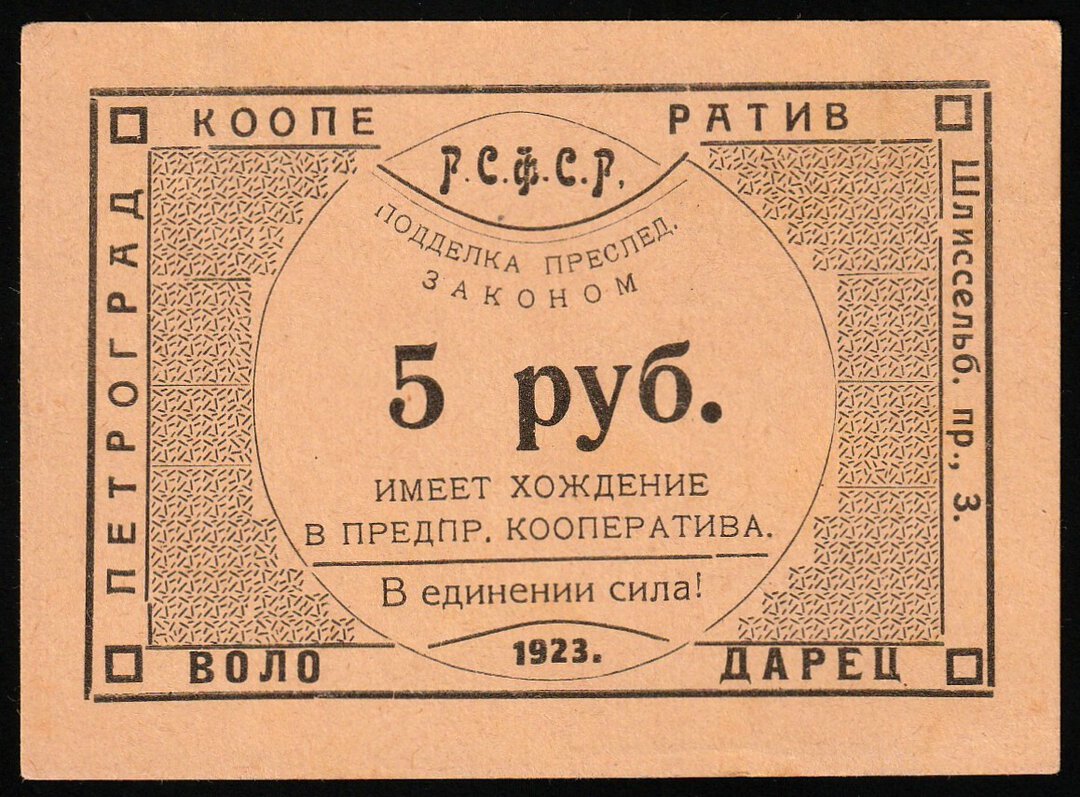 КООПЕ РАТИВ
Р.С.Ф.С.Р.
ПОДДЕЛКА ПРЕСЛЕД.
ЗАКОНОМ
5 руб.
ИМЕЕТ ХОЖДЕНИЕ
В ПРЕДПР. КООПЕРАТИВА.
В единении сила!
1923.
ВОЛО ДАРЕЦ
ПЕТРОГРАД
Шлиссельб. пр., 3.